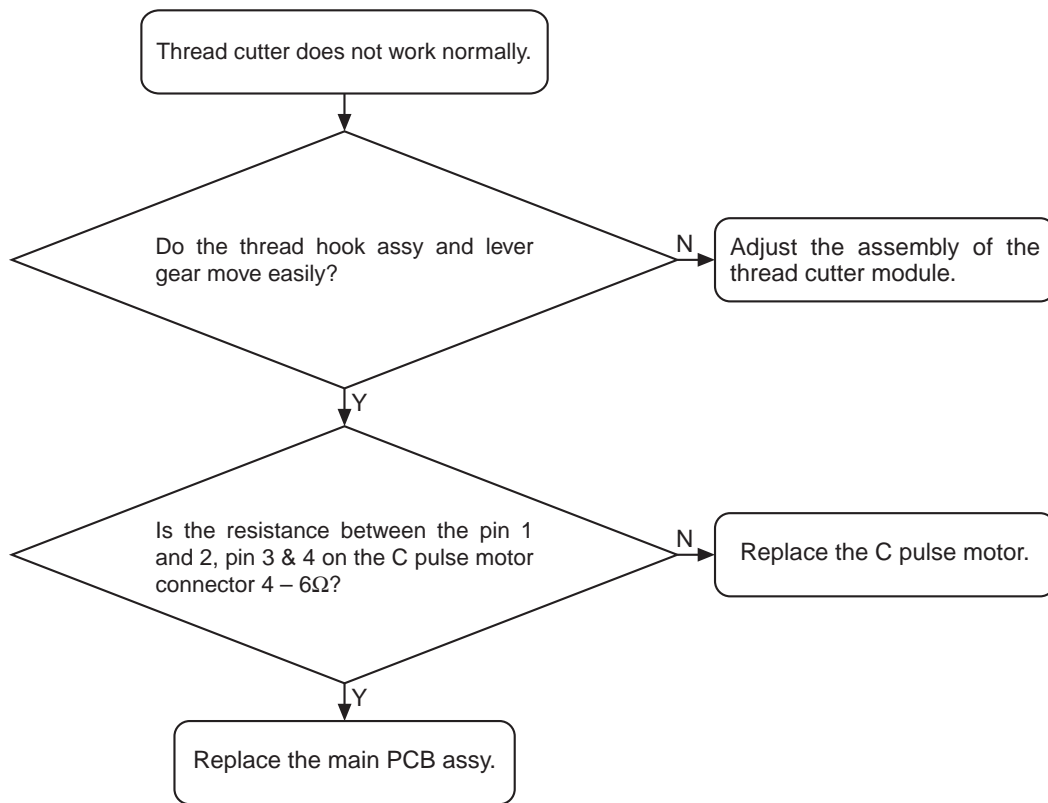 Thread cutter does not work normally.
Do the thread hook assy and lever
gear move easily?
N
Adjust the assembly of the
thread cutter module.
Y
Is the resistance between the pin 1
and 2, pin 3 & 4 on the C pulse motor
connector 4 – 6Ω?
N
Replace the C pulse motor.
Y
Replace the main PCB assy.